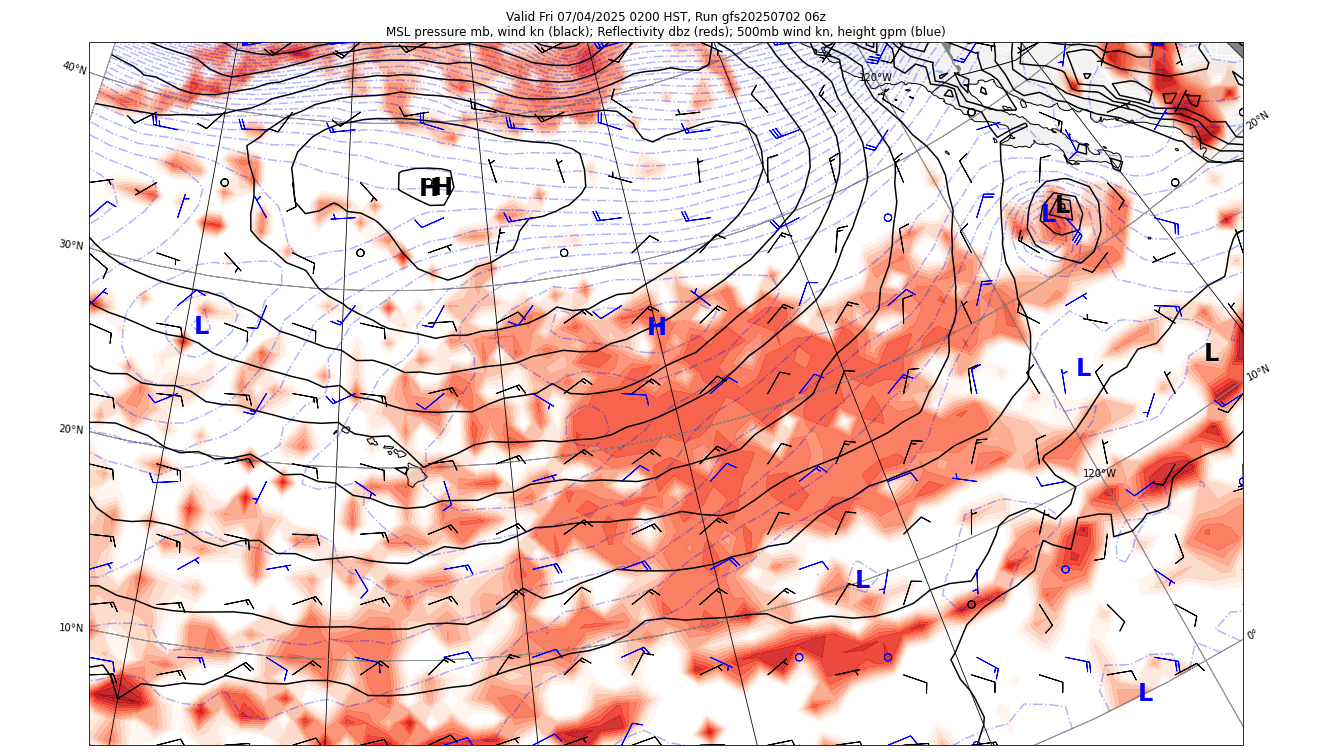 Valid Fri 07/04/2025 0200 HST, Run gfs20250702 06z
MSL pressure mb, wind kn (black); Reflectivity dbz (reds); 500mb wind kn, height gpm (blue)
40°N
120°W
20°N
H
H
L
L
30°N
L
H
L
L
10°N
20°N
120°W
L
10°N
0°
L